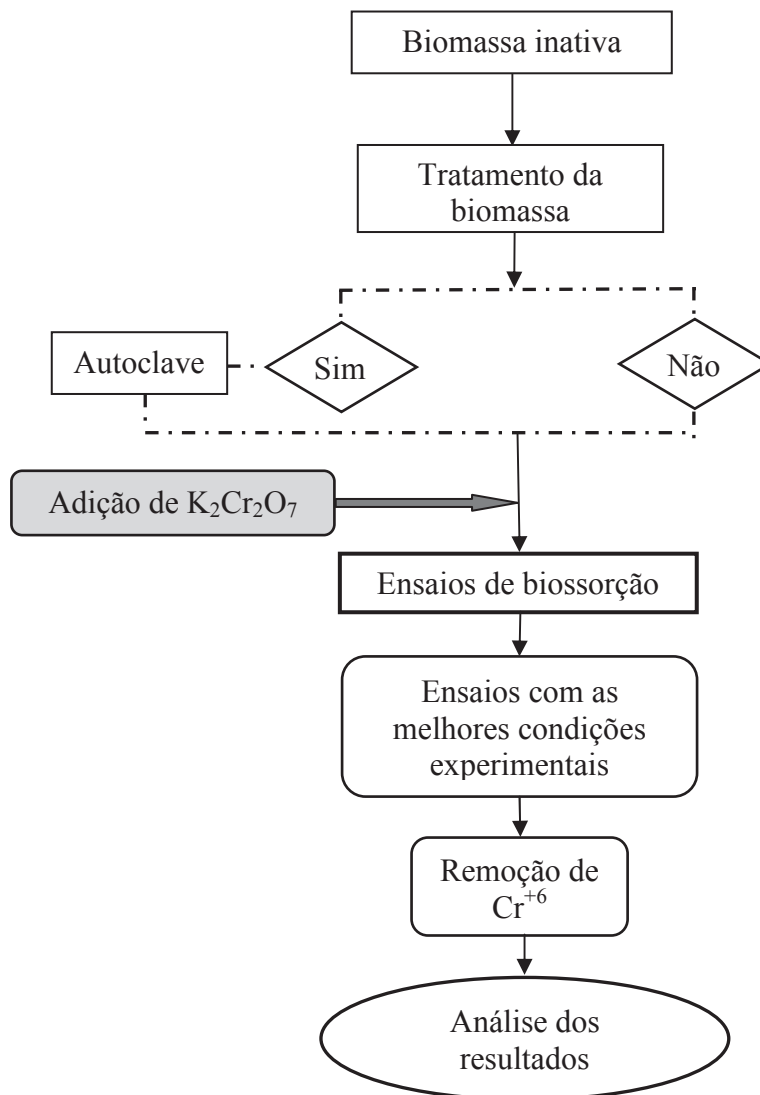 Biomassa inativa
Tratamento da
biomassa
Autoclave
Sim
Não
Adição de K₂Cr₂O₇
Ensaios de biossorção
Ensaios com as
melhores condições
experimentais
Remoção de
Cr⁺⁶
Análise dos
resultados